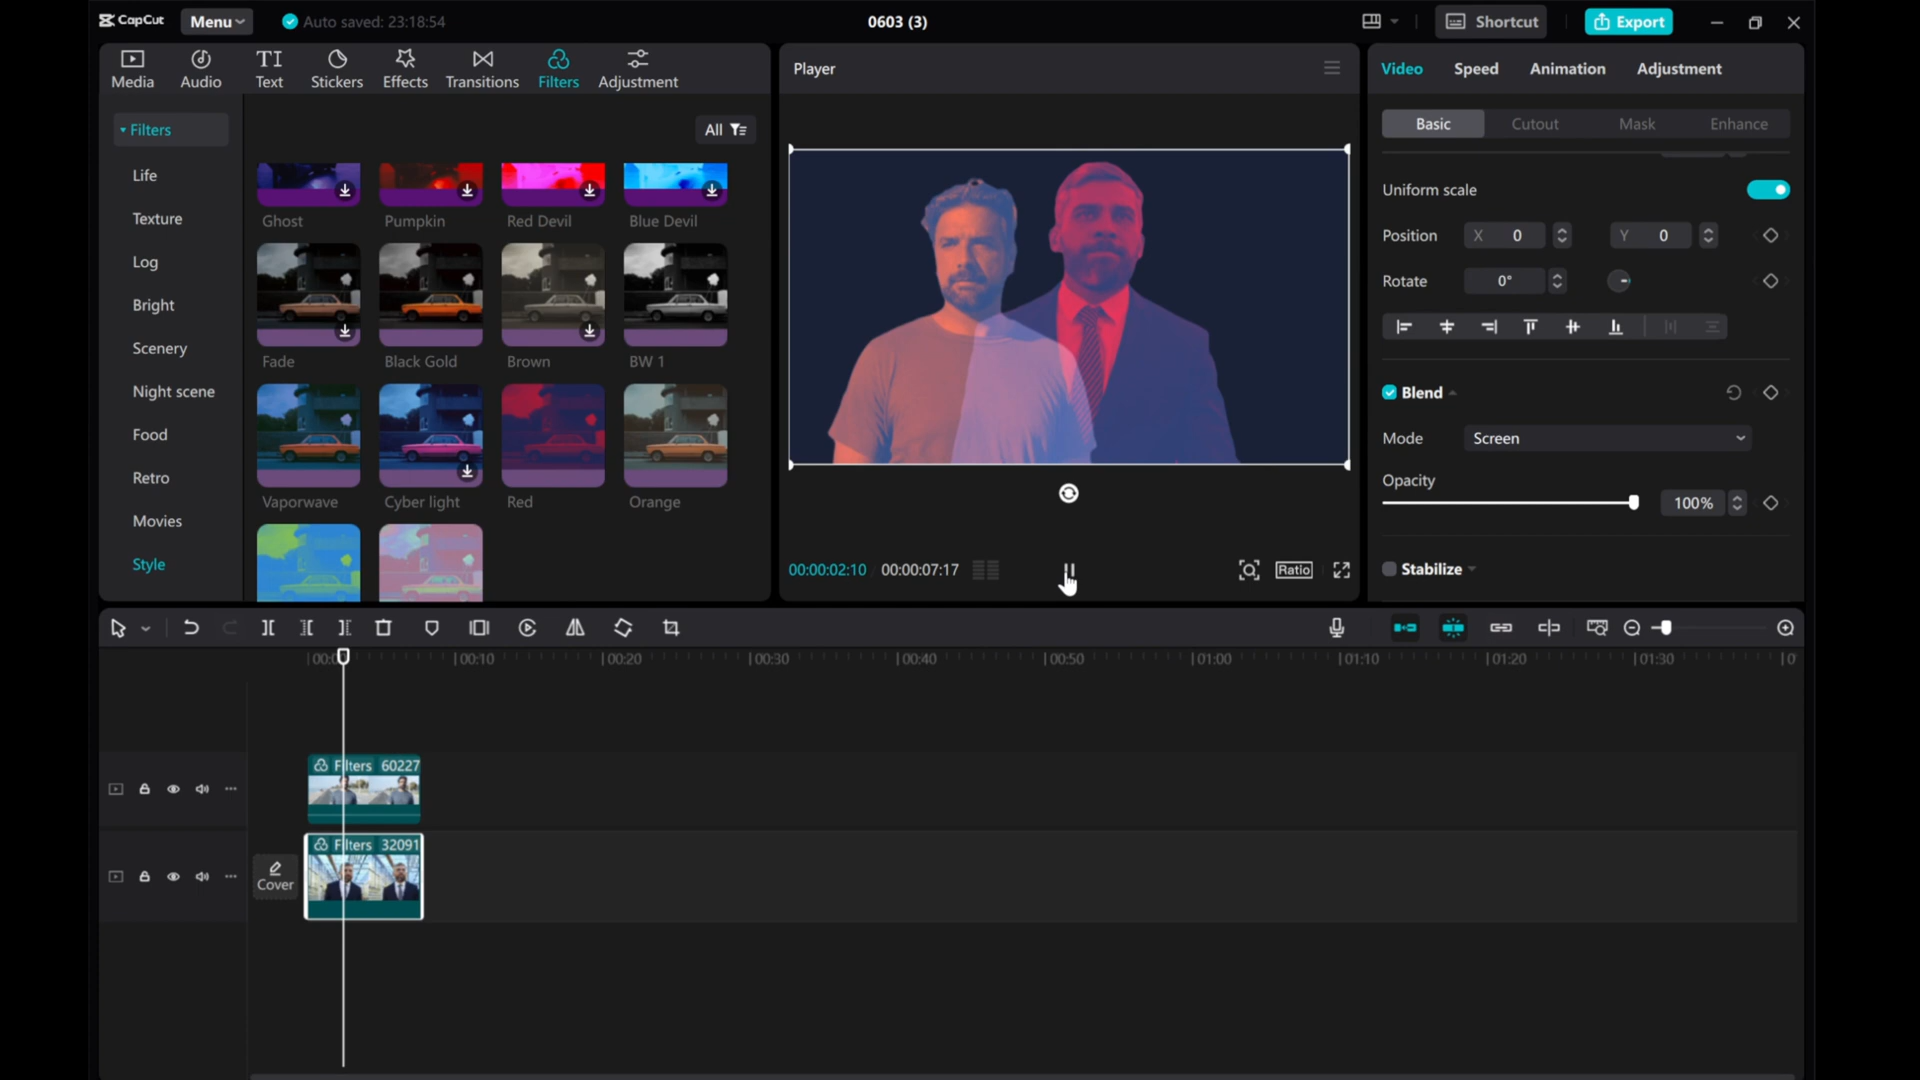 CapCut
Menu
Auto saved: 23:18:54
0603 (3)
Shortcut
Export
Media
Audio
TI
Text
Stickers
Effects
Transitions
Filters
Adjustment
Player
Video
Speed
Animation
Adjustment
Filters
All
Basic
Cutout
Mask
Enhance
Life
Texture
Log
Bright
Scenery
Night scene
Food
Retro
Movies
Style
Ghost
Pumpkin
Red Devil
Blue Devil
Fade
Black Gold
Brown
BW 1
Vaporwave
Cyber light
Red
Orange
Uniform scale
Position
X 0
Y 0
Rotate
0°
Blend
Mode
Screen
Opacity
100%
Stabilize
00:00:02:10
00:00:07:17
Ratio
00:10
00:20
00:30
00:40
00:50
01:00
01:10
01:20
01:30
Filters 60227
Filters 32091
Cover